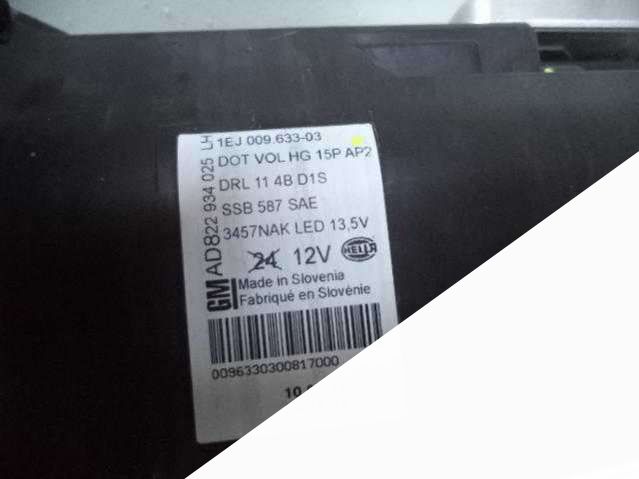 1EJ 009.633-03
DOT VOL HG 15P AP2
DRL 11 4B D1S
SSB 587 SAE
3457NAK LED 13,5V
24 12V HELLA
Made in Slovenia
Fabriqué en Slovénie
0096330300817000
10
GM AD822 934 025 LH